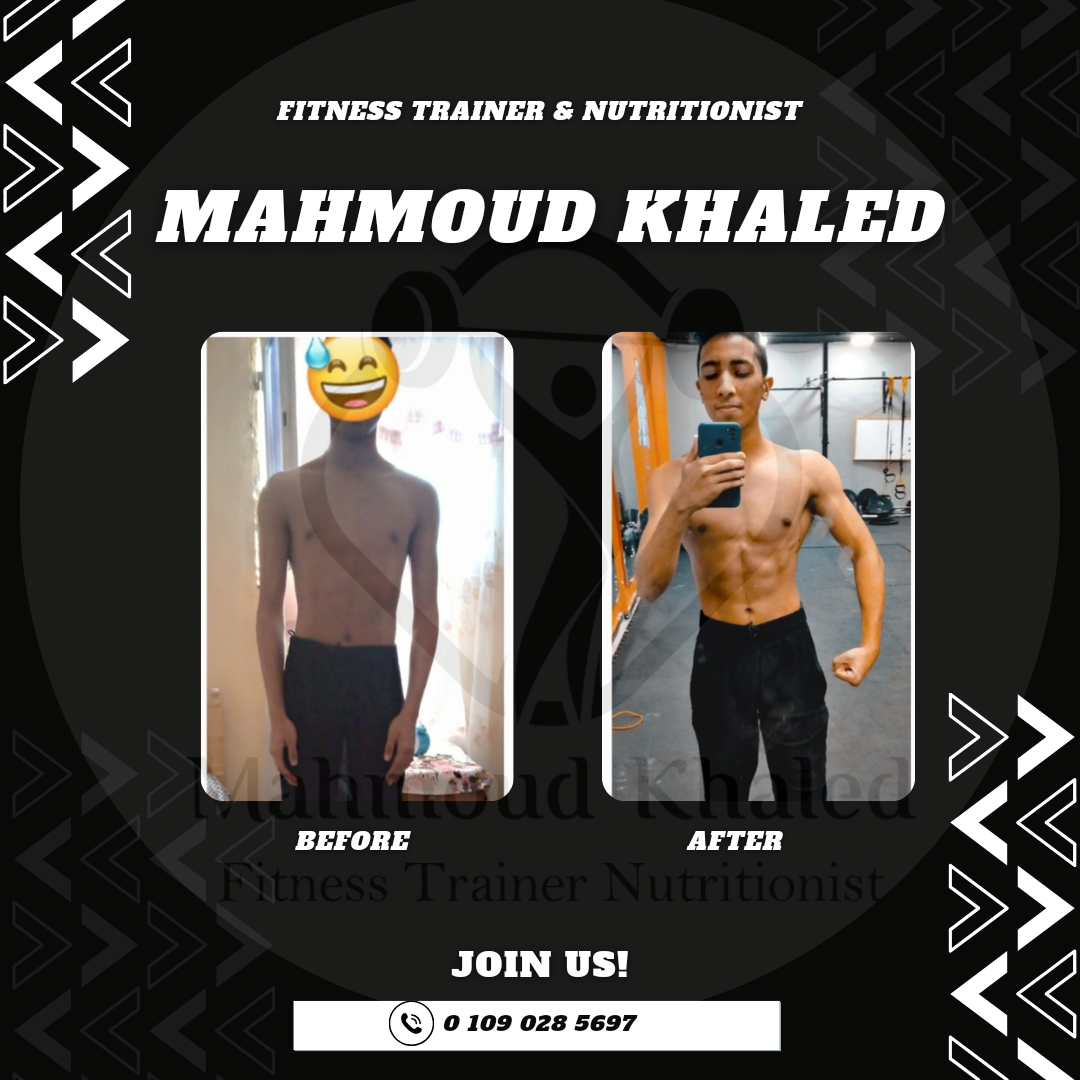 FITNESS TRAINER & NUTRITIONIST
MAHMOUD KHALED
BEFORE
AFTER
Mahmoud Khaled
Fitness Trainer Nutritionist
JOIN US!
0 109 028 5697